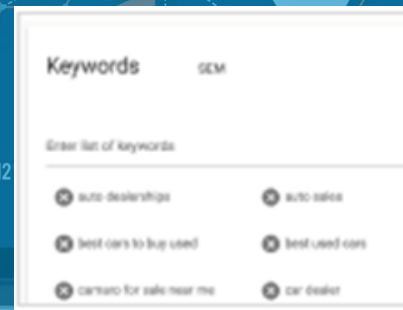 Keywords SEM
Enter list of keywords
auto dealerships auto sales
best cars to buy used best used cars
camaro for sale near me car dealer
12